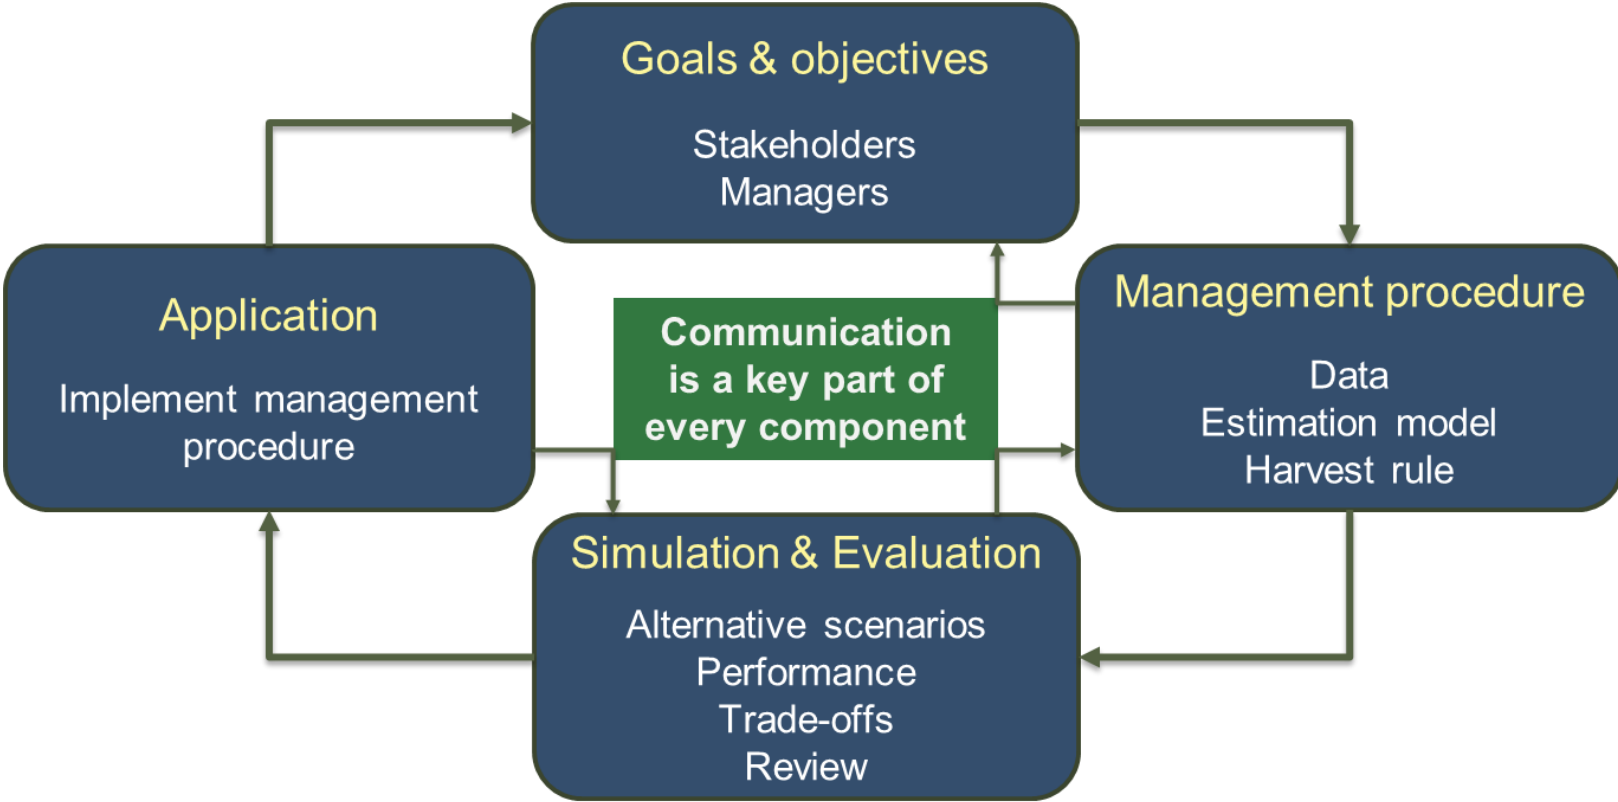 Goals & objectives
Stakeholders
Managers
Application
Implement management
procedure
Communication
is a key part of
every component
Management procedure
Data
Estimation model
Harvest rule
Simulation & Evaluation
Alternative scenarios
Performance
Trade-offs
Review